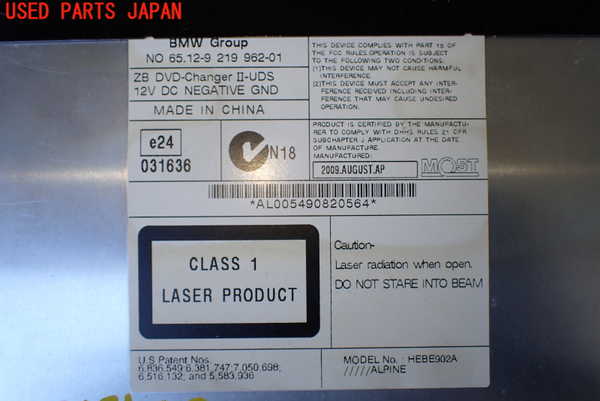 USED PARTS JAPAN
BMW Group
NO 65.12-9 219 962-01
ZB DVD-Changer II-UDS
12V DC NEGATIVE GND
MADE IN CHINA
e24
031636
N18
THIS DEVICE COMPLIES WITH PART 15 OF
THE FCC RULES.OPERATION IS SUBJECT
TO THE FOLLOWING TWO CONDITIONS:
(1)THIS DEVICE MAY NOT CAUSE HARMFUL
INTERFERENCE.
(2)THIS DEVICE MUST ACCEPT ANY INTER-
FERENCE RECEIVED INCLUDING INTER-
FERENCE THAT MAY CAUSE UNDESIRED
OPERATION.
PRODUCT IS CERTIFIED BY THE MANUFACTU-
RER TO COMPLY WITH DHHS RULES 21 CFR
SUBCHAPTER J APPLICATION AT THE DATE
OF MANUFACTURE.
MANUFACTURED:
2009.AUGUST.AP
MOST
*AL005490820564*
CLASS 1
LASER PRODUCT
Caution-
Laser radiation when open.
DO NOT STARE INTO BEAM
U.S Patent Nos.
6,836,549;6,381,747;7,050,698;
6,516,132; and 5,583,936
MODEL No. : HEBE902A
/////ALPINE